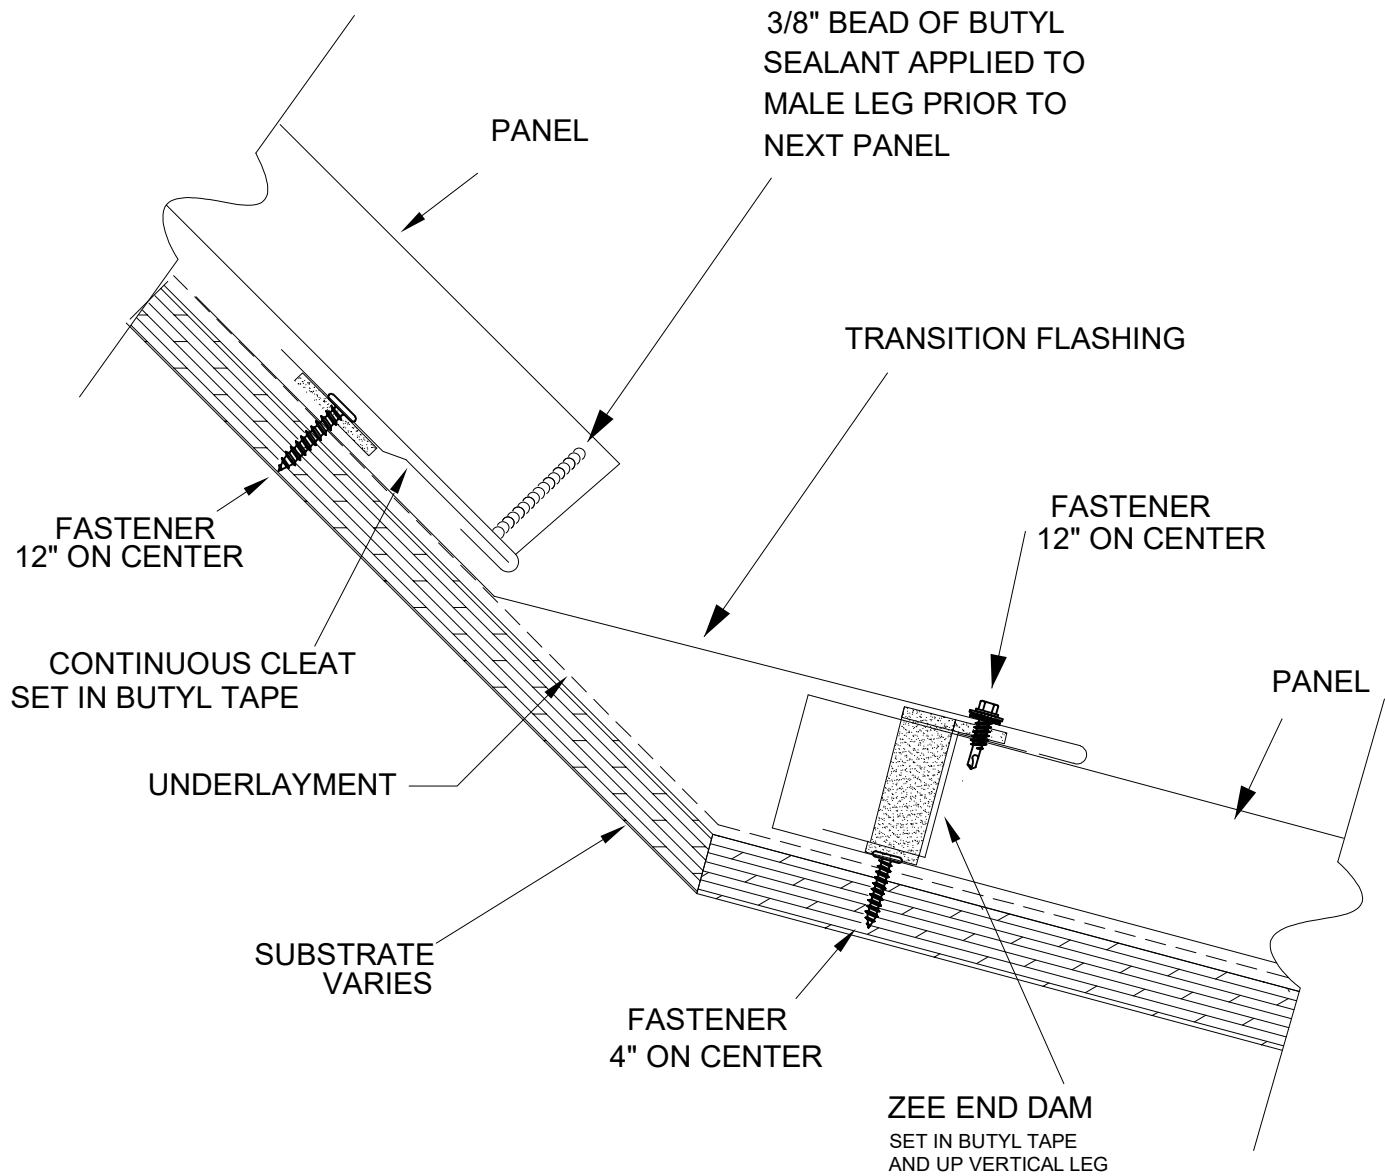 3/8" BEAD OF BUTYL
SEALANT APPLIED TO
MALE LEG PRIOR TO
NEXT PANEL
PANEL
TRANSITION FLASHING
FASTENER
12" ON CENTER
FASTENER
12" ON CENTER
CONTINUOUS CLEAT
SET IN BUTYL TAPE
PANEL
UNDERLAYMENT
SUBSTRATE
VARIES
FASTENER
4" ON CENTER
ZEE END DAM
SET IN BUTYL TAPE
AND UP VERTICAL LEG